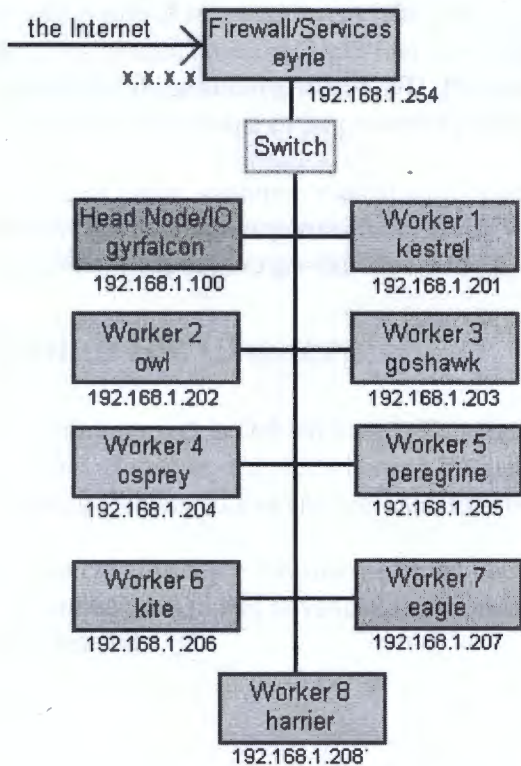 the Internet
Firewall/Services
eyrie
x.x.x.x
192.168.1.254
Switch
Head Node/IO
gyrfalcon
192.168.1.100
Worker 1
kestrel
192.168.1.201
Worker 2
owl
192.168.1.202
Worker 3
goshawk
192.168.1.203
Worker 4
osprey
192.168.1.204
Worker 5
peregrine
192.168.1.205
Worker 6
kite
192.168.1.206
Worker 7
eagle
192.168.1.207
Worker 8
harrier
192.168.1.208